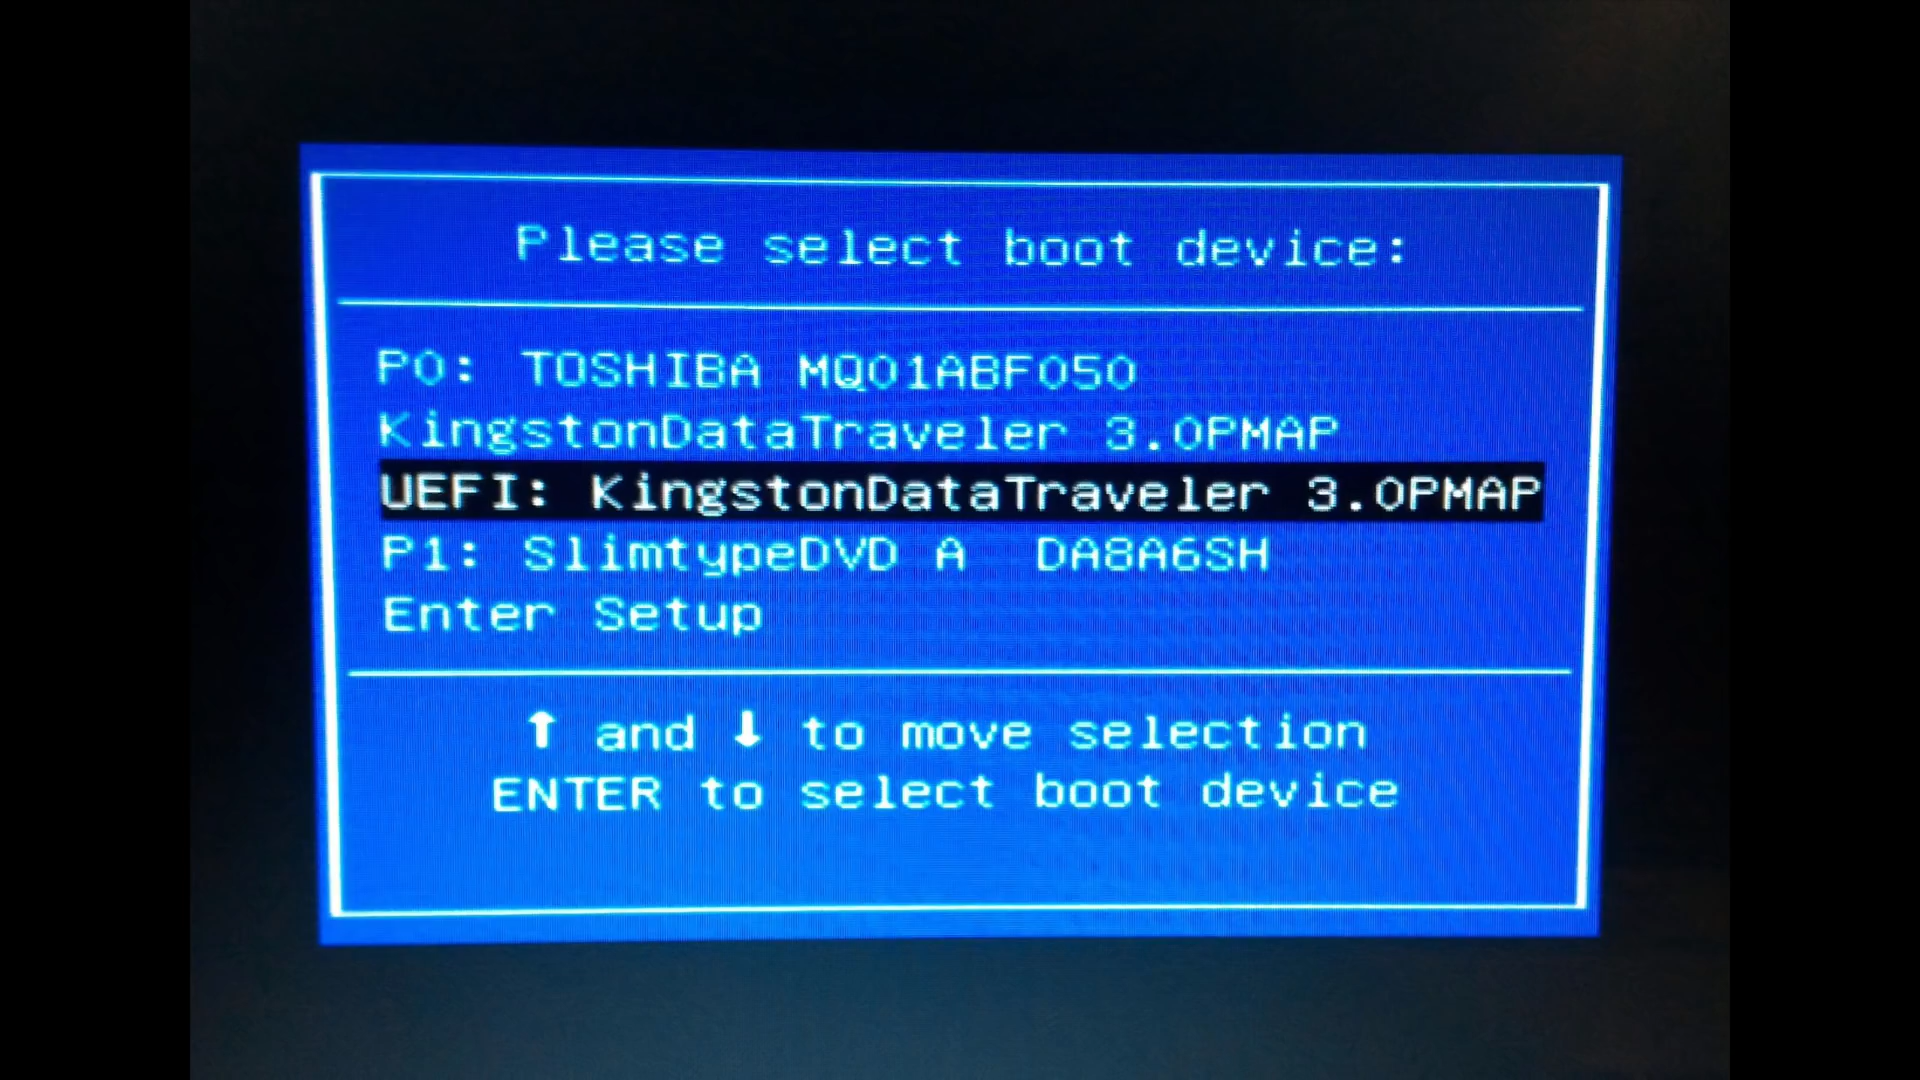 Please select boot device:
P0: TOSHIBA MQ01ABF050
KingstonDataTraveler 3.0PMAP
UEFI: KingstonDataTraveler 3.0PMAP
P1: SlimtypeDVD A  DA8A6SH
Enter Setup
↑ and ↓ to move selection
ENTER to select boot device